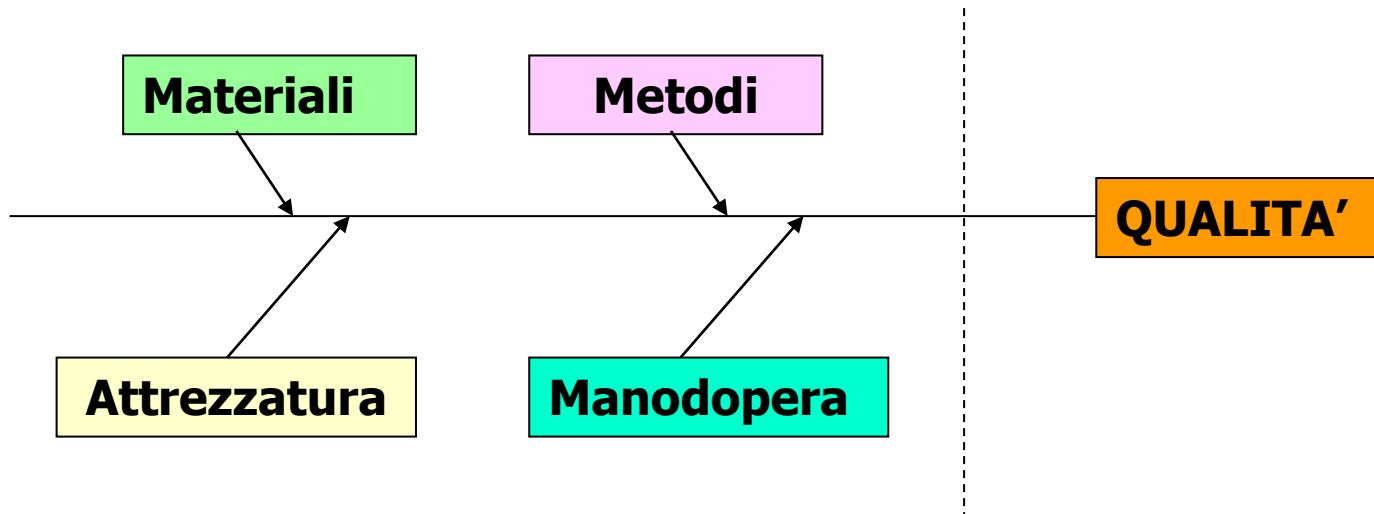 Materiali
Metodi
QUALITA’
Attrezzatura
Manodopera